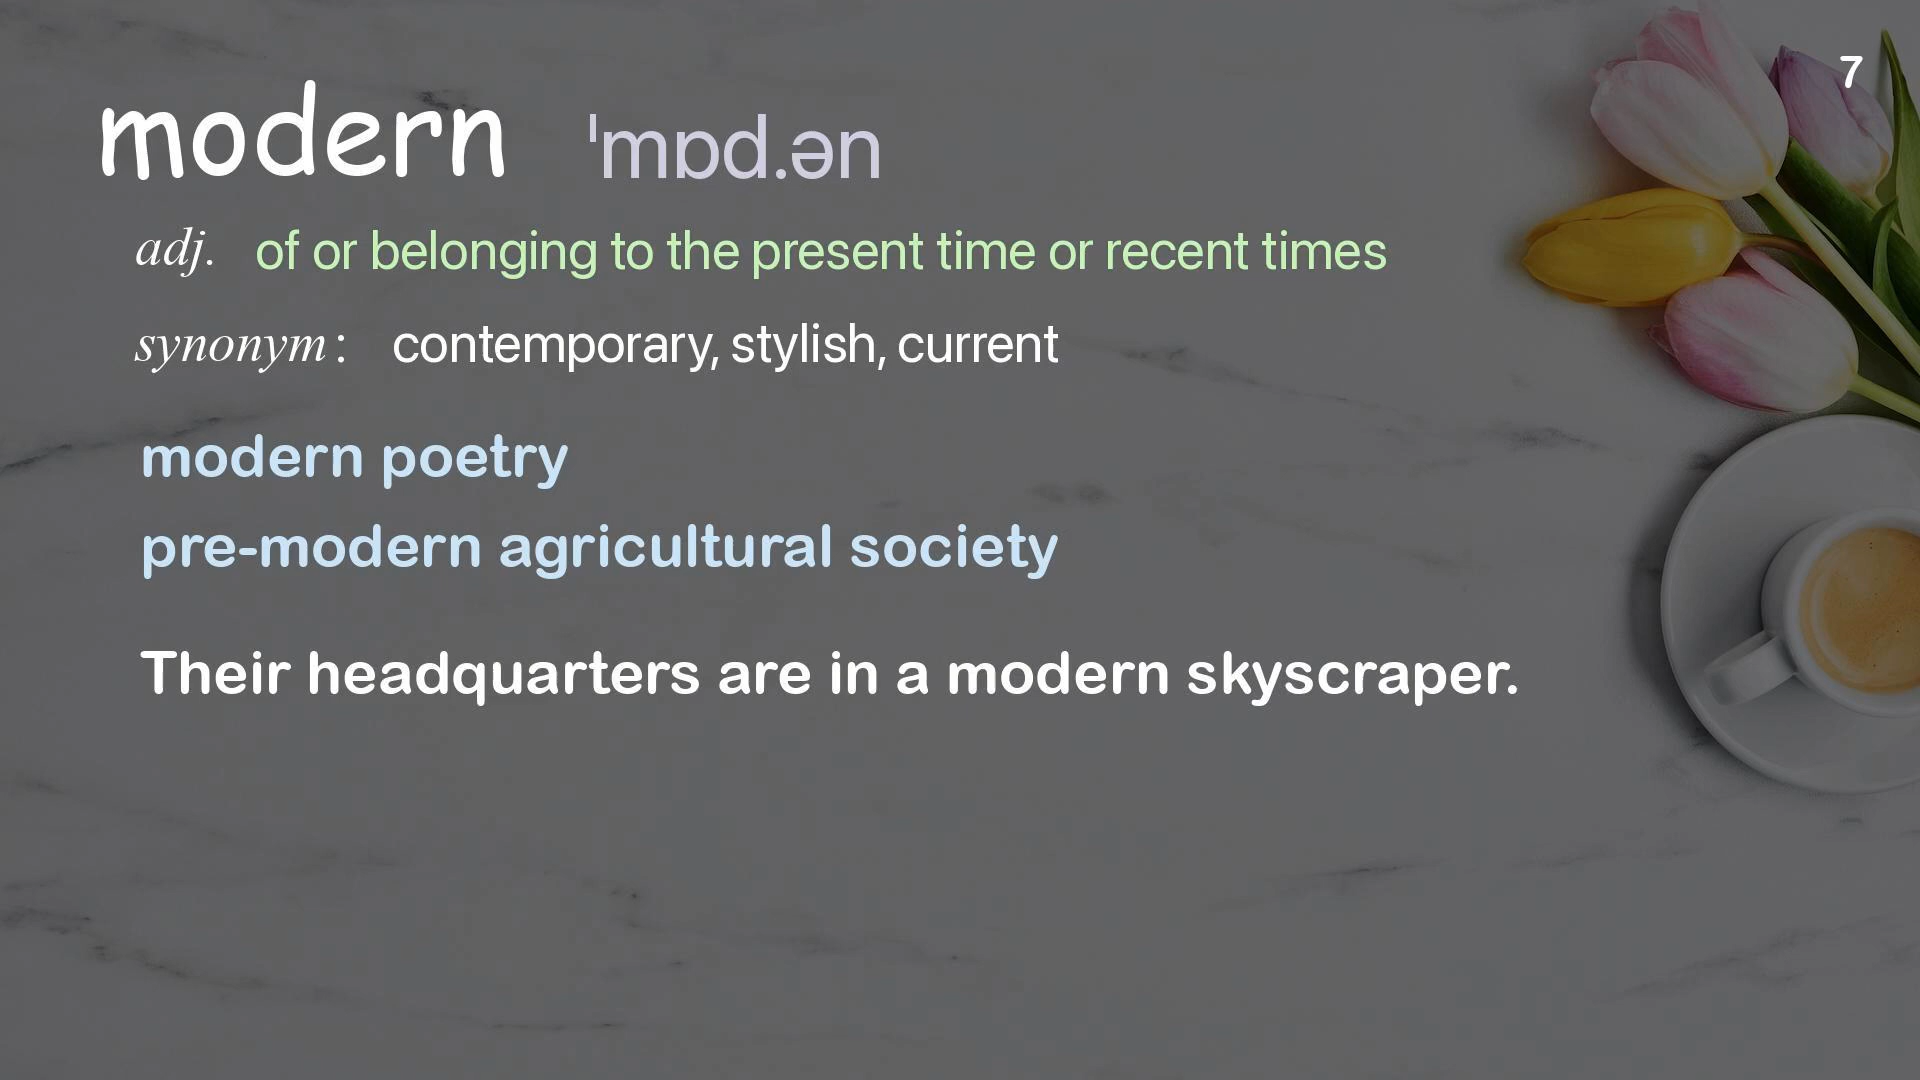 7
modern ˈmɒd.ən
adj. of or belonging to the present time or recent times
synonym : contemporary, stylish, current
modern poetry
pre-modern agricultural society
Their headquarters are in a modern skyscraper.